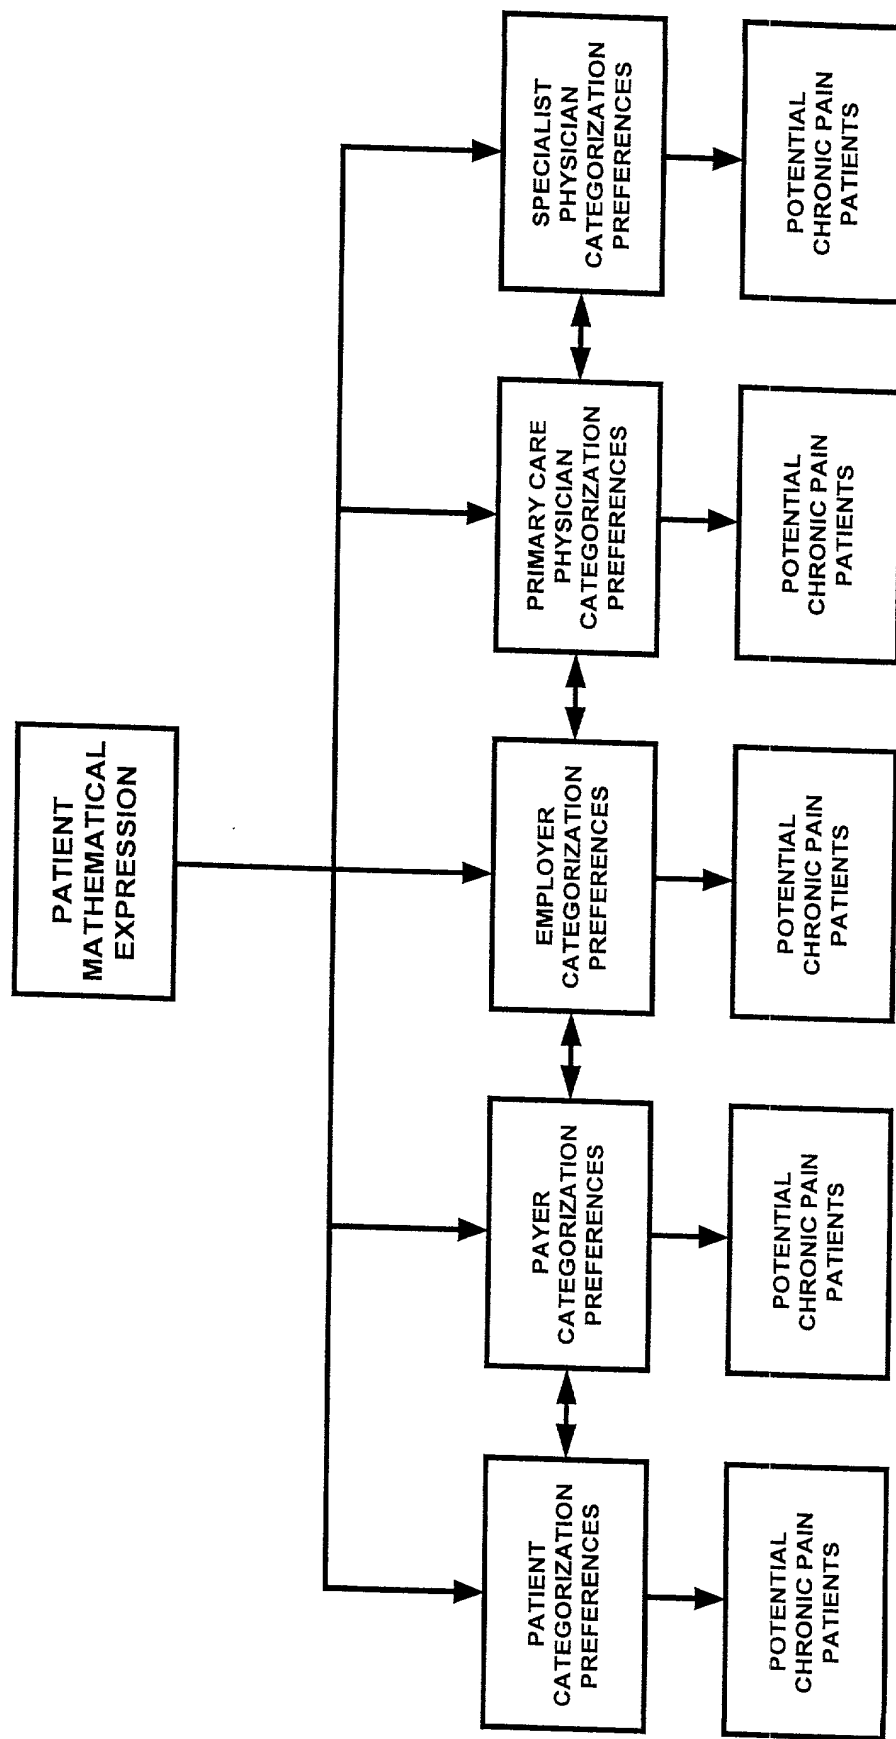 PATIENT
MATHEMATICAL
EXPRESSION
PATIENT
CATEGORIZATION
PREFERENCES
PAYER
CATEGORIZATION
PREFERENCES
EMPLOYER
CATEGORIZATION
PREFERENCES
PRIMARY CARE
PHYSICIAN
CATEGORIZATION
PREFERENCES
SPECIALIST
PHYSICIAN
CATEGORIZATION
PREFERENCES
POTENTIAL
CHRONIC PAIN
PATIENTS
POTENTIAL
CHRONIC PAIN
PATIENTS
POTENTIAL
CHRONIC PAIN
PATIENTS
POTENTIAL
CHRONIC PAIN
PATIENTS
POTENTIAL
CHRONIC PAIN
PATIENTS